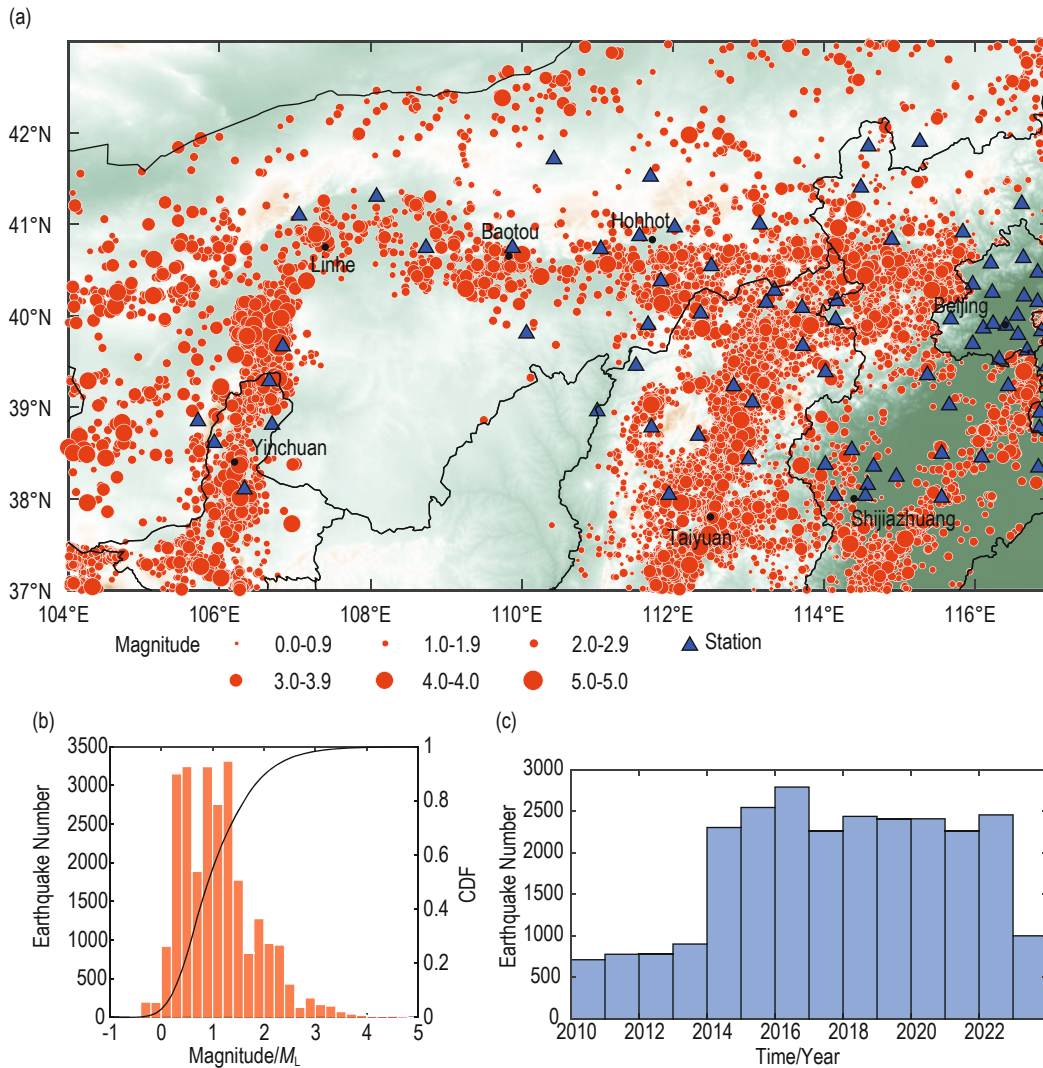 (a)
42°N
41°N
40°N
39°N
38°N
37°N
Hohhot
Baotou
Linhe
Beijing
Yinchuan
Shijiazhuang
Taiyuan
104°E 106°E 108°E 110°E 112°E 114°E 116°E
Magnitude 0.0-0.9 1.0-1.9 2.0-2.9 Station
3.0-3.9 4.0-4.0 5.0-5.0
(b)
3500
3000
2500
2000
1500
1000
500
0
Earthquake Number
1
0.8
0.6
0.4
0.2
0
CDF
-1 0 1 2 3 4 5
Magnitude/ML
(c)
3000
2500
2000
1500
1000
500
0
Earthquake Number
2010 2012 2014 2016 2018 2020 2022
Time/Year